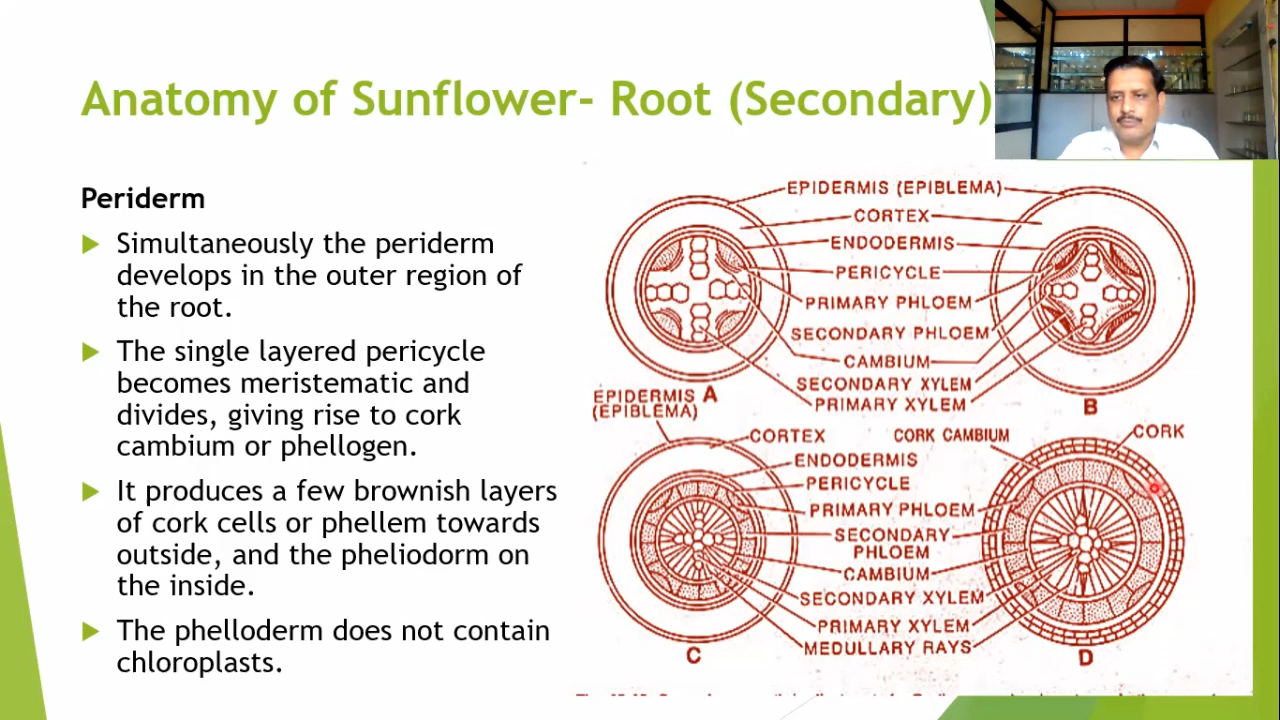 Anatomy of Sunflower- Root (Secondary)
Periderm
Simultaneously the periderm
develops in the outer region of
the root.
The single layered pericycle
becomes meristematic and
divides, giving rise to cork
cambium or phellogen.
It produces a few brownish layers
of cork cells or phellem towards
outside, and the pheliodorm on
the inside.
The phelloderm does not contain
chloroplasts.
EPIDERMIS (EPIBLEMA)
CORTEX
ENDODERMIS
PERICYCLE
PRIMARY PHLOEM
SECONDARY PHLOEM
CAMBIUM
SECONDARY XYLEM
PRIMARY XYLEM
A
B
EPIDERMIS
(EPIBLEMA)
CORTEX
CORK CAMBIUM
CORK
ENDODERMIS
PERICYCLE
PRIMARY PHLOEM
SECONDARY
PHLOEM
CAMBIUM
SECONDARY XYLEM
PRIMARY XYLEM
MEDULLARY RAYS
C
D